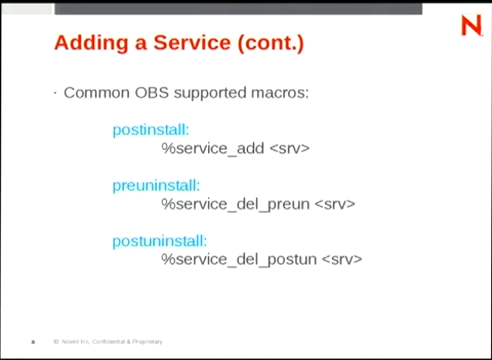 N
Adding a Service (cont.)
· Common OBS supported macros:
postinstall:
%service_add <srv>
preuninstall:
%service_del_preun <srv>
postuninstall:
%service_del_postun <srv>
© Novell Inc, Confidential & Proprietary